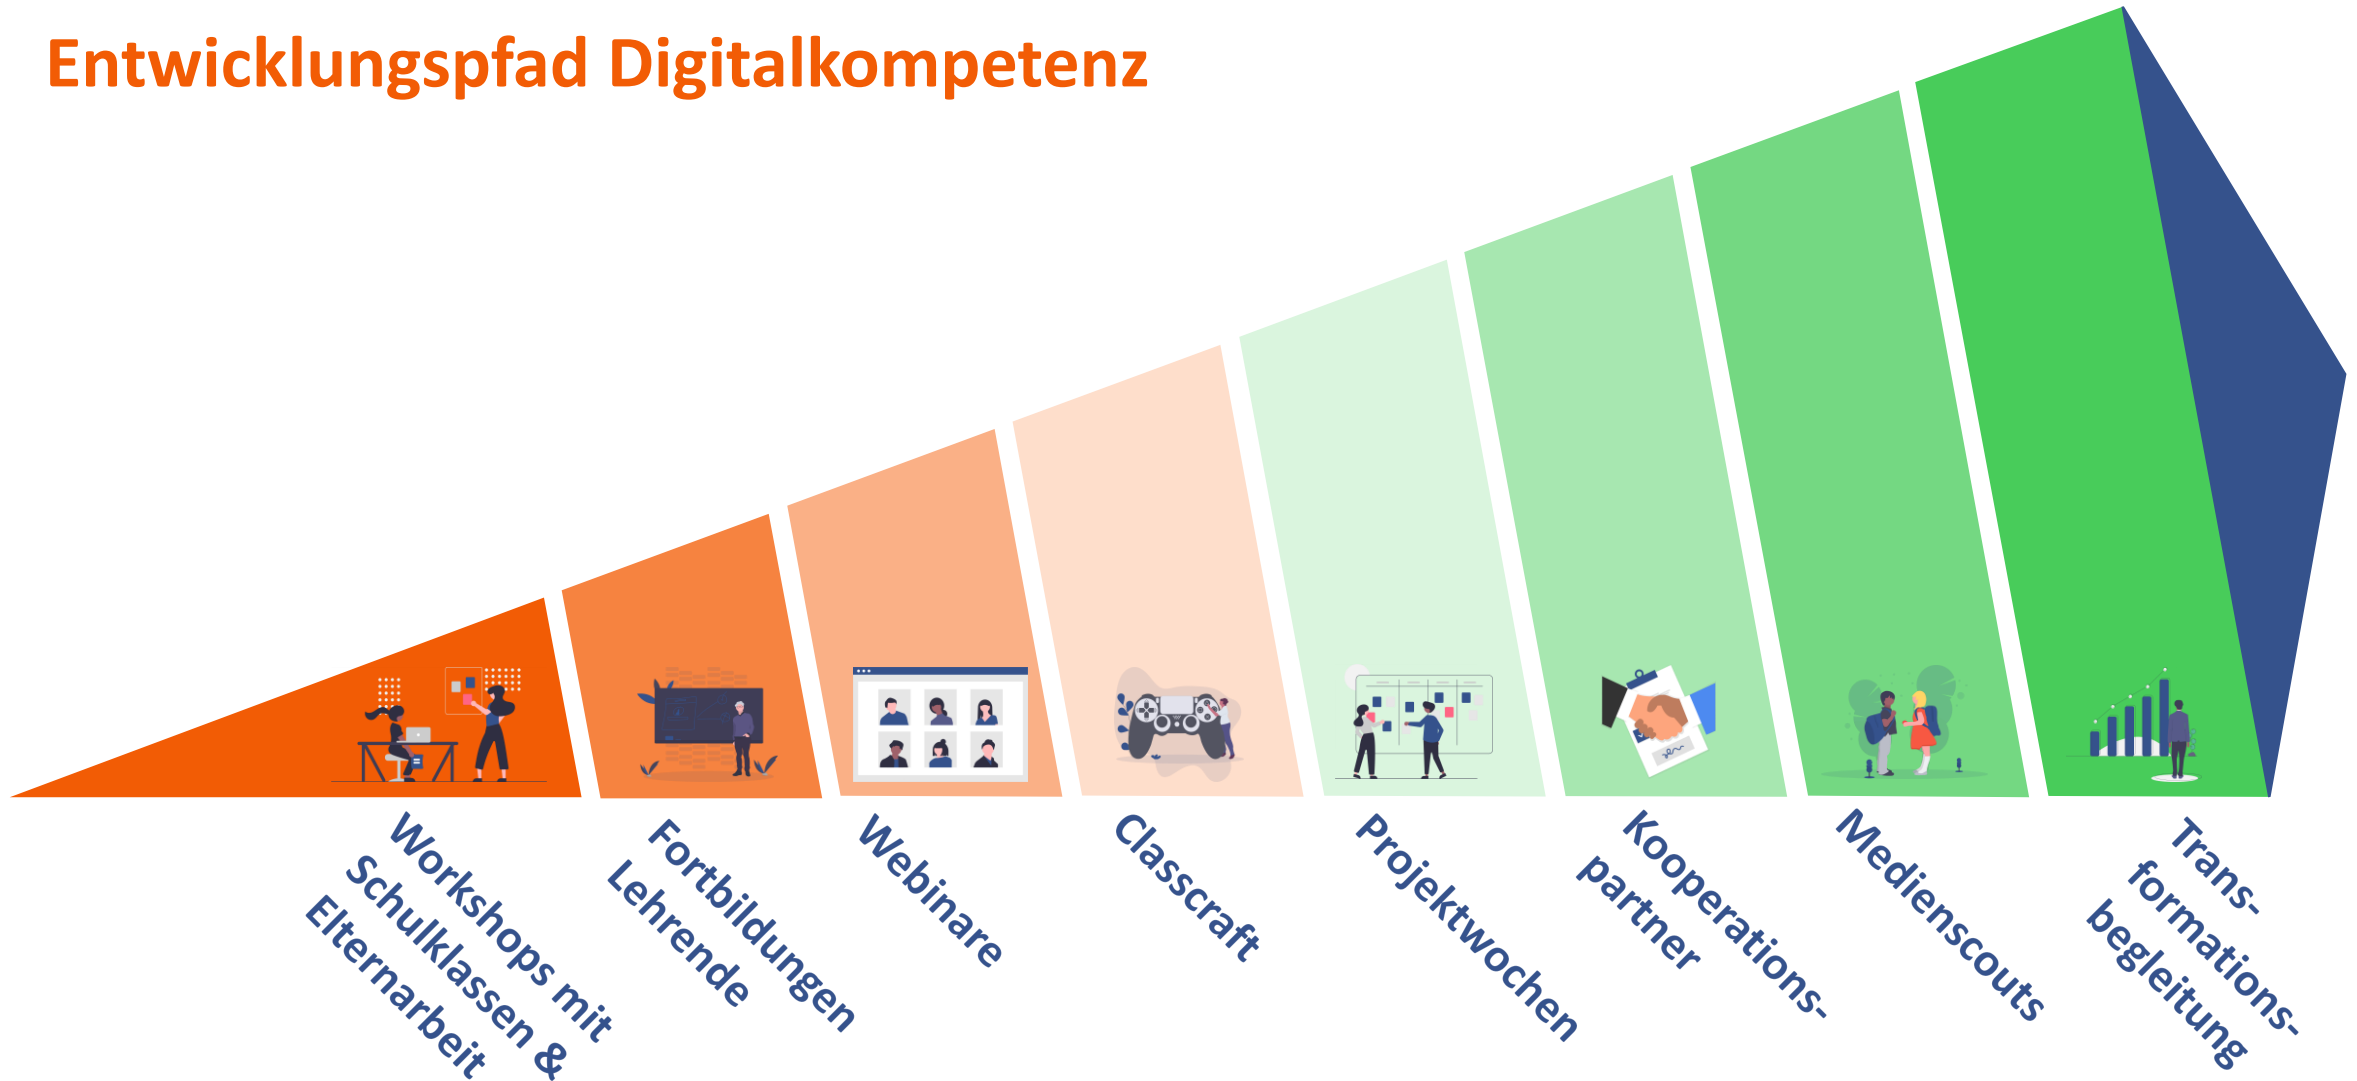 Entwicklungspfad Digitalkompetenz
Workshops mit
Schulklassen &
Elternarbeit
Fortbildungen
Lehrende
Webinare
Classcraft
Projektwochen
Kooperations-
partner
Medienscouts
Trans-
formations-
begleitung